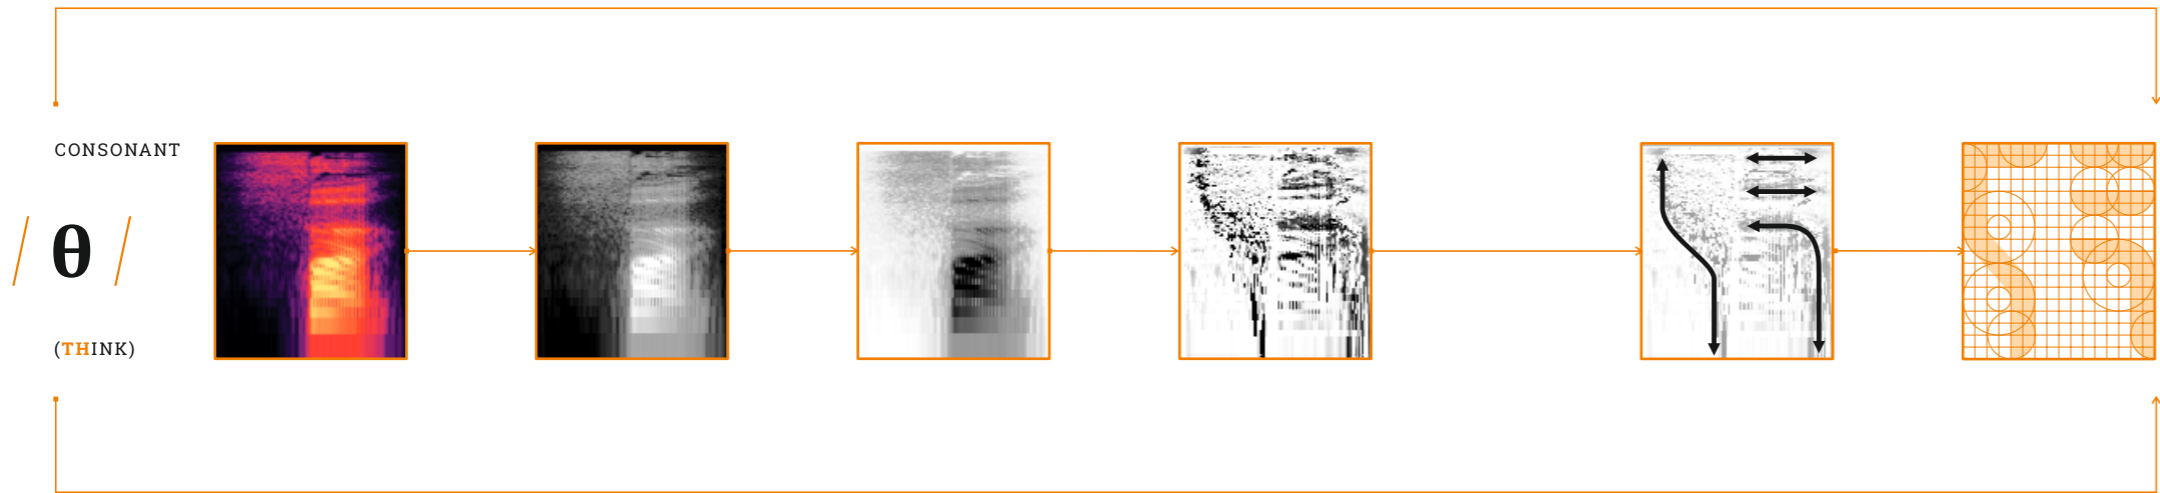 CONSONANT
/ θ /
(THINK)